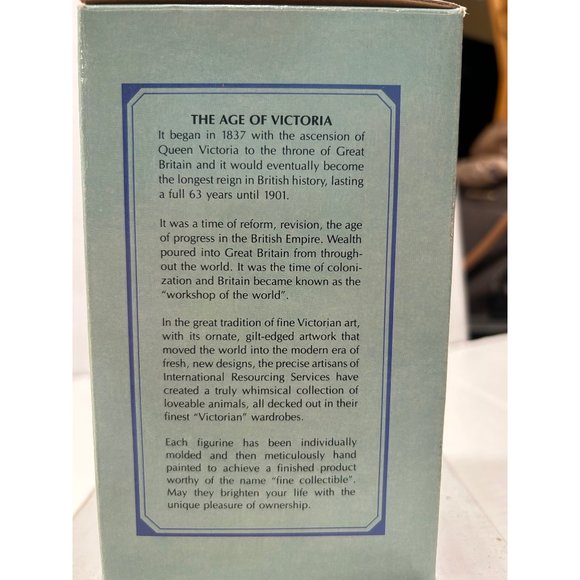 THE AGE OF VICTORIA
It began in 1837 with the ascension of
Queen Victoria to the throne of Great
Britain and it would eventually become
the longest reign in British history, lasting
a full 63 years until 1901.
It was a time of reform, revision, the age
of progress in the British Empire. Wealth
poured into Great Britain from through-
out the world. It was the time of coloni-
zation and Britain became known as the
"workshop of the world".
In the great tradition of fine Victorian art,
with its ornate, gilt-edged artwork that
moved the world into the modern era of
fresh, new designs, the precise artisans of
International Resourcing Services have
created a truly whimsical collection of
loveable animals, all decked out in their
finest "Victorian" wardrobes.
Each figurine has been individually
molded and then meticulously hand
painted to achieve a finished product
worthy of the name "fine collectible".
May they brighten your life with the
unique pleasure of ownership.